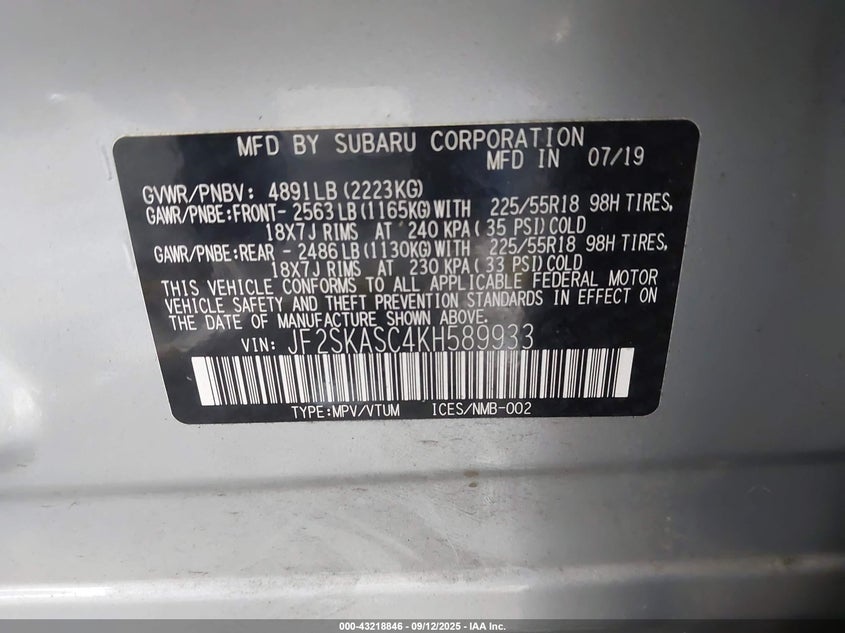 MFD BY SUBARU CORPORATION
MFD IN 07/19
GVWR/PNBV: 4891LB (2223KG)
GAWR/PNBE:FRONT- 2563LB (1165KG) WITH 225/55R18 98H TIRES,
18X7J RIMS AT 240 KPA ( 35 PSI) COLD
GAWR/PNBE:REAR - 2486LB (1130KG) WITH 225/55R18 98H TIRES,
18X7J RIMS AT 230 KPA ( 33 PSI) COLD
THIS VEHICLE CONFORMS TO ALL APPLICABLE FEDERAL MOTOR
VEHICLE SAFETY AND THEFT PREVENTION STANDARDS IN EFFECT ON
THE DATE OF MANUFACTURE SHOWN ABOVE.
VIN: JF2SKASC4KH589933
TYPE:MPV/VTUM ICES/NMB-002
000-43218846 - 09/12/2025 - IAA Inc.